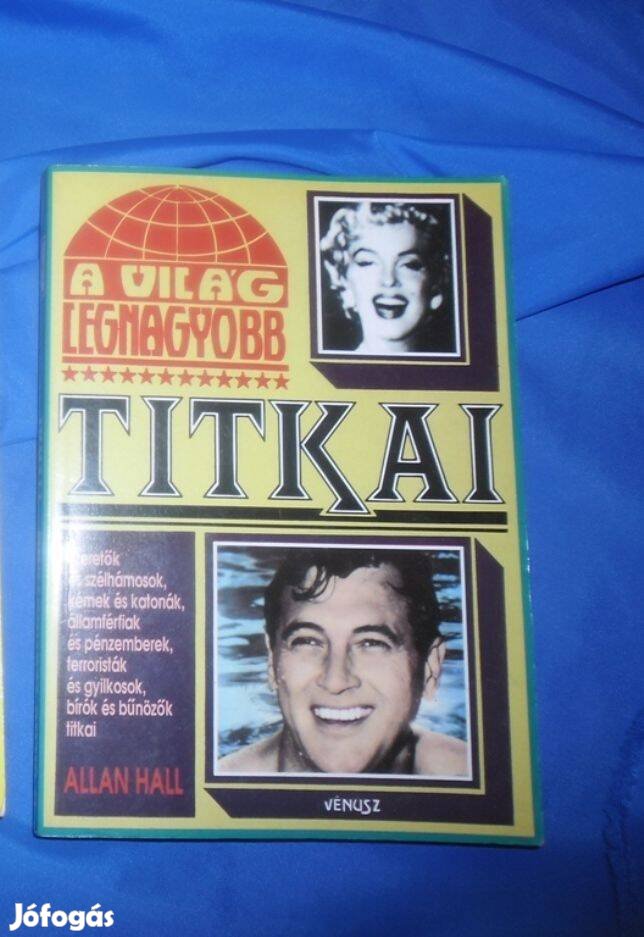 A VILÁG
LEGNAGYOBB
TITKAI
szeretők
és szélhámosok,
kémek és katonák,
államférfiak
és pénzemberek,
terroristák
és gyilkosok,
bírók és bűnözők
titkai
ALLAN HALL
VÉNUSZ
Jófogás